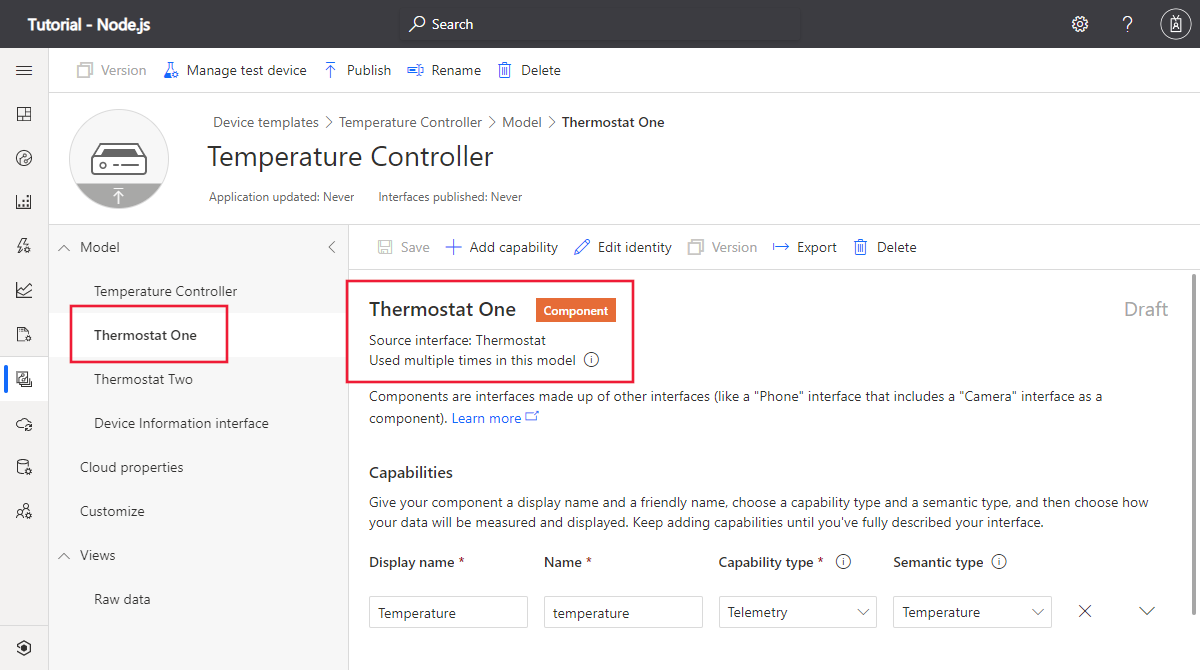 Tutorial - Node.js
Search
Version Manage test device Publish Rename Delete
Device templates > Temperature Controller > Model > Thermostat One
Temperature Controller
Application updated: Never Interfaces published: Never
Model
Temperature Controller
Thermostat One
Thermostat Two
Device Information interface
Cloud properties
Customize
Views
Raw data
Save Add capability Edit identity Version Export Delete
Thermostat One Component
Draft
Source interface: Thermostat
Used multiple times in this model
Components are interfaces made up of other interfaces (like a "Phone" interface that includes a "Camera" interface as a
component). Learn more
Capabilities
Give your component a display name and a friendly name, choose a capability type and a semantic type, and then choose how
your data will be measured and displayed. Keep adding capabilities until you've fully described your interface.
Display name * Name * Capability type * Semantic type
Temperature temperature Telemetry Temperature